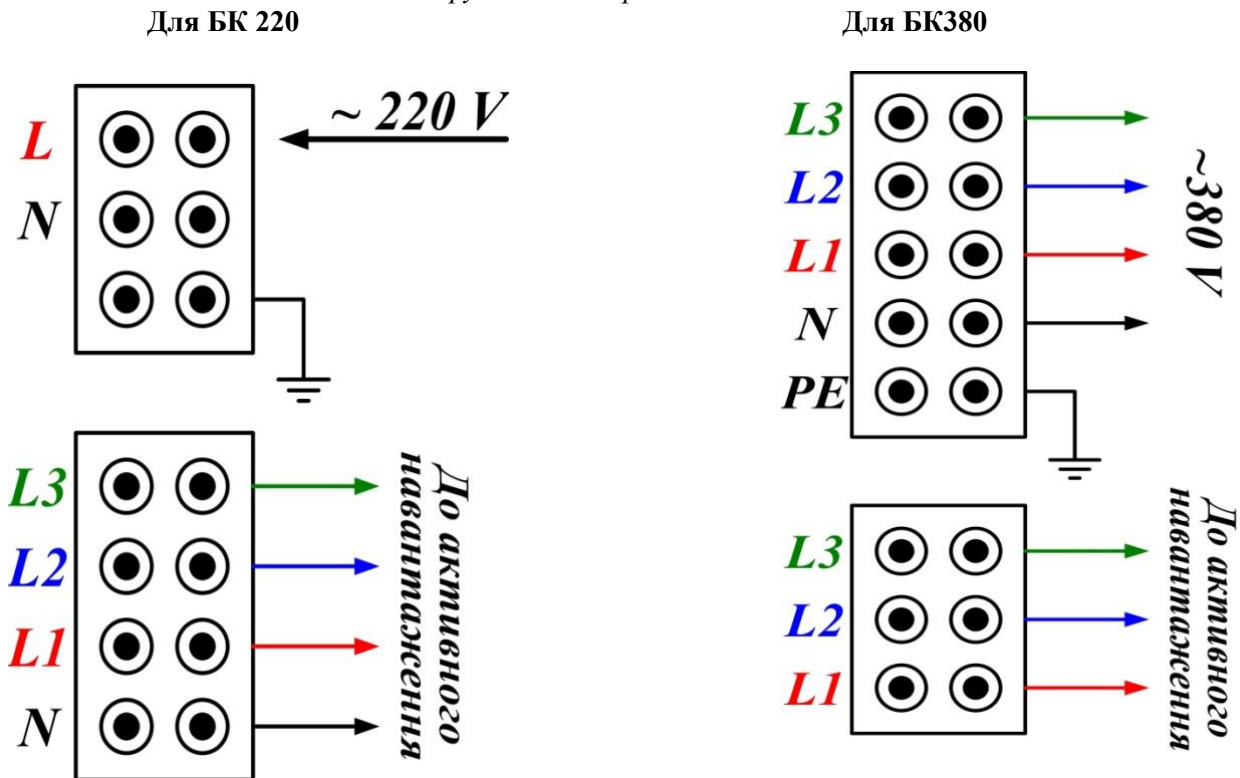 Для БК 220
L
N
~ 220 V
L3
L2
L1
N
До активного
навантаження
Для БК380
L3
L2
L1
N
PE
~380 V
L3
L2
L1
До активного
навантаження